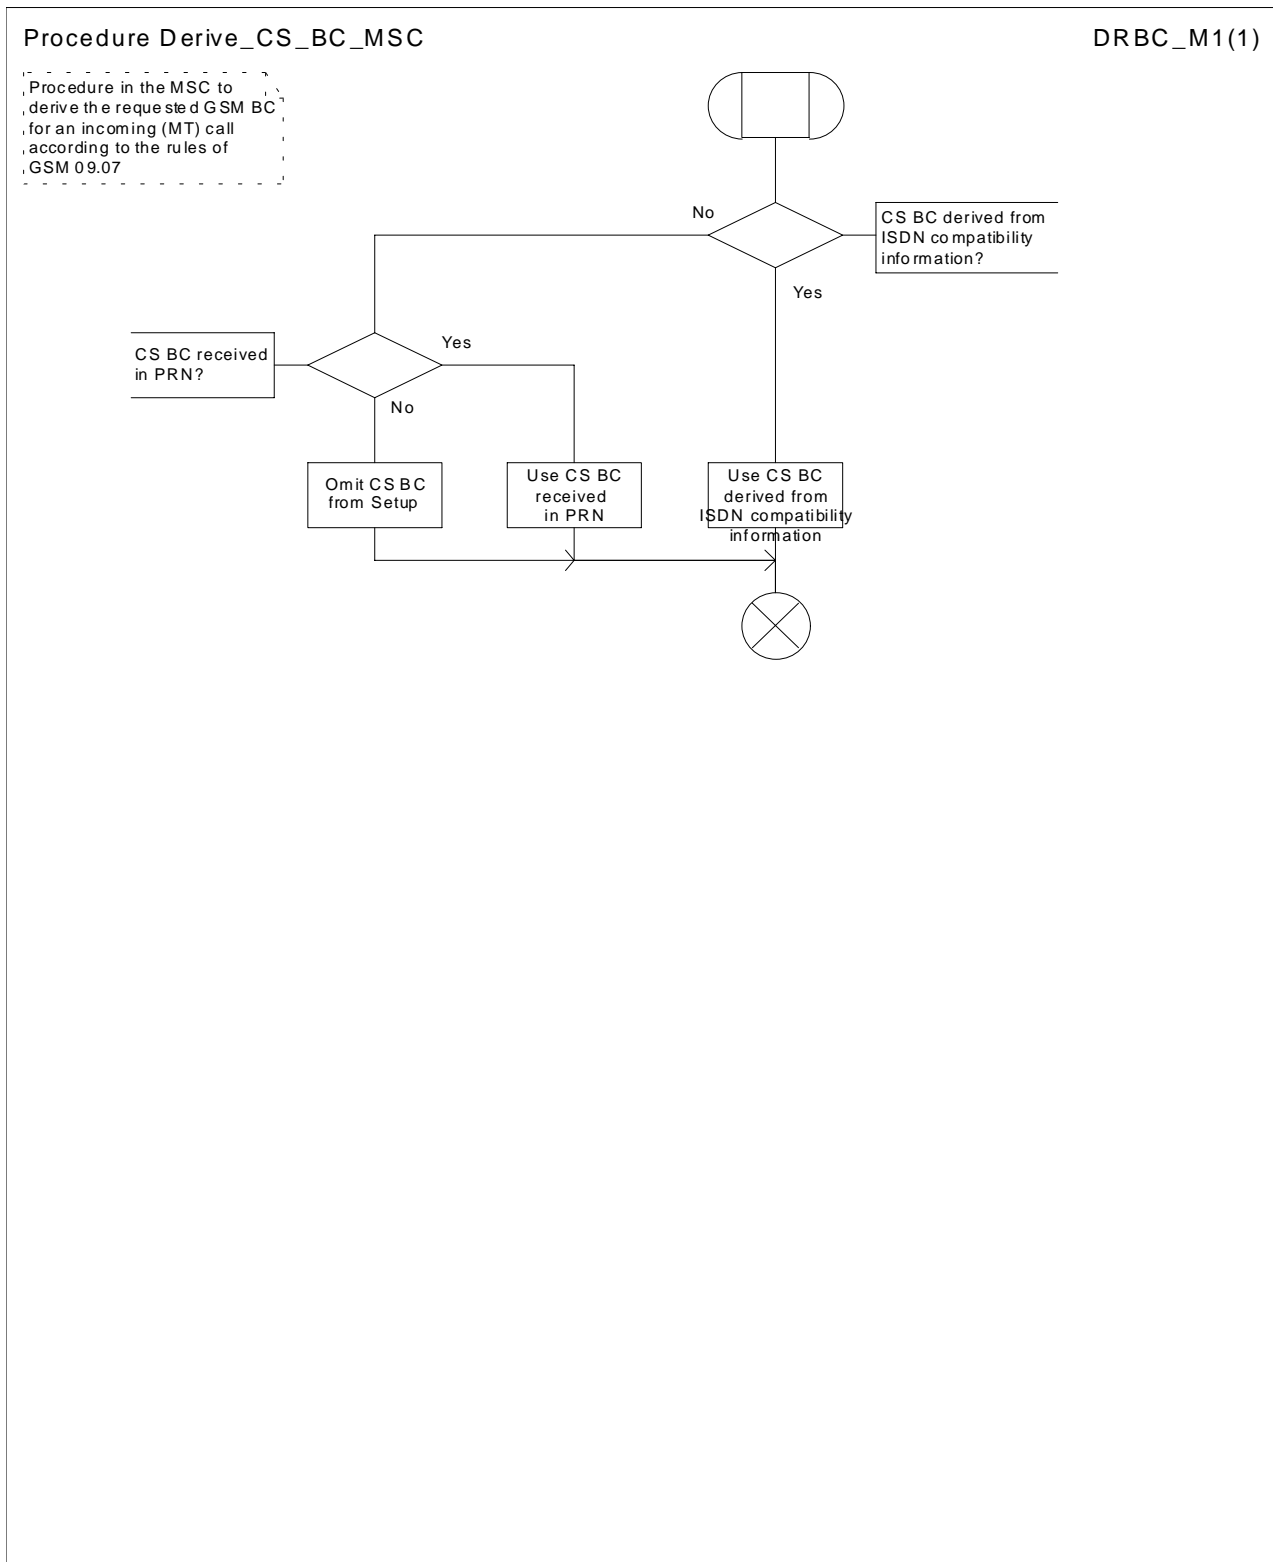 Procedure Derive_CS_BC_MSC
DRBC_M1(1)
Procedure in the MSC to
derive the requested GSM BC
for an incoming (MT) call
according to the rules of
GSM 09.07
No
CS BC derived from
ISDN compatibility
information?
Yes
CS BC received
in PRN?
Yes
No
Omit CS BC
from Setup
Use CS BC
received
in PRN
Use CS BC
derived from
ISDN compatibility
information